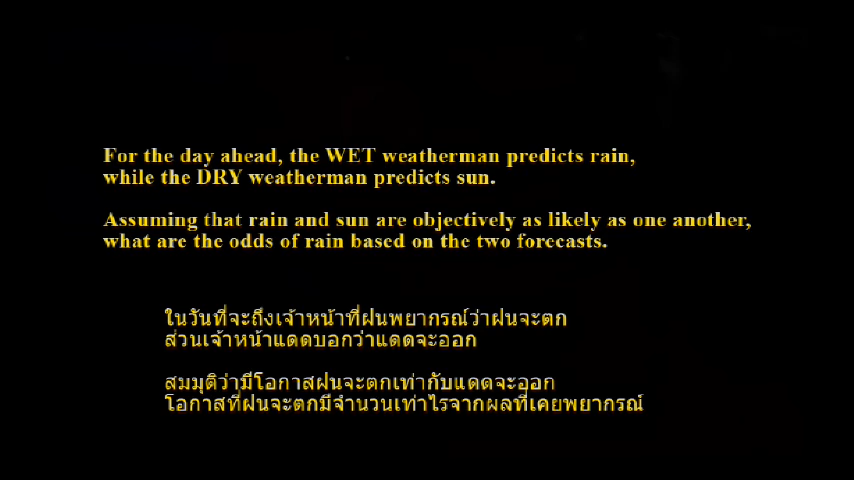 For the day ahead, the WET weatherman predicts rain,
while the DRY weatherman predicts sun.
Assuming that rain and sun are objectively as likely as one another,
what are the odds of rain based on the two forecasts.
ในวันที่จะถึงเจ้าหน้าที่ฝนพยากรณ์ว่าฝนจะตก
ส่วนเจ้าหน้าแดดบอกว่าแดดจะออก
สมมุติว่ามีโอกาสฝนจะตกเท่ากับแดดจะออก
โอกาสที่ฝนจะตกมีจำนวนเท่าไรจากผลที่เคยพยากรณ์